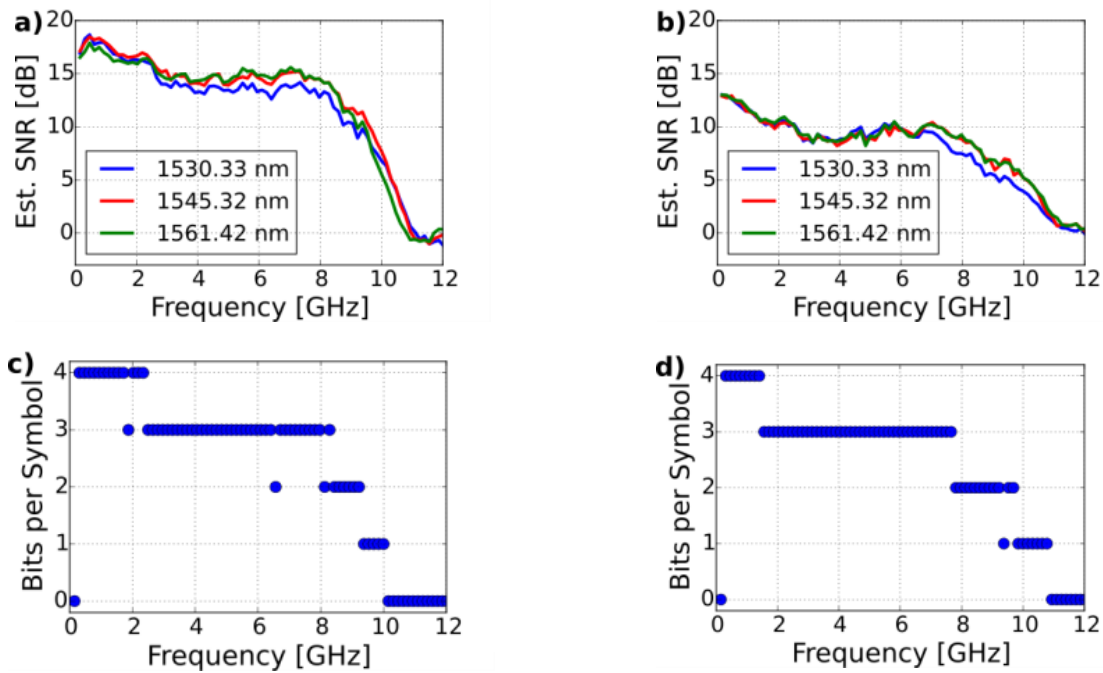 a)
20
15
10
5
0
Est. SNR [dB]
1530.33 nm
1545.32 nm
1561.42 nm
0 2 4 6 8 10 12
Frequency [GHz]
b)
20
15
10
5
0
Est. SNR [dB]
1530.33 nm
1545.32 nm
1561.42 nm
0 2 4 6 8 10 12
Frequency [GHz]
c)
4
3
2
1
0
Bits per Symbol
0 2 4 6 8 10 12
Frequency [GHz]
d)
4
3
2
1
0
Bits per Symbol
0 2 4 6 8 10 12
Frequency [GHz]